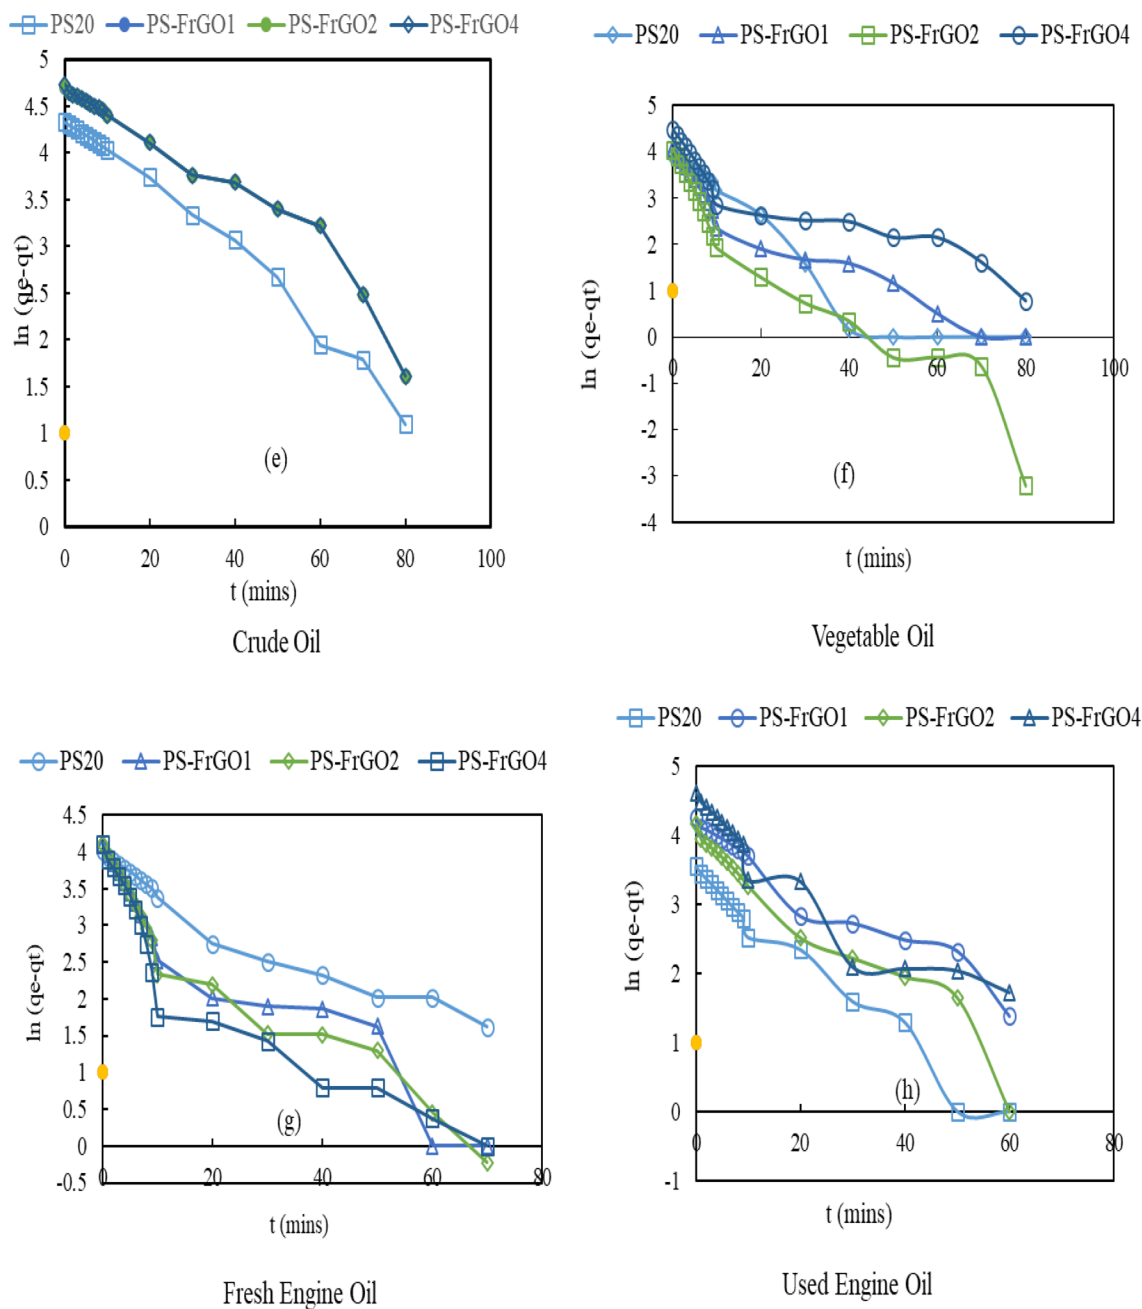 PS20 PS-FrGO1 PS-FrGO2 PS-FrGO4
5
4.5
4
3.5
3
2.5
2
1.5
1
0.5
0
ln (qe-qt)
(e)
0 20 40 60 80 100
t (mins)
Crude Oil
PS20 PS-FrGO1 PS-FrGO2 PS-FrGO4
5
4
3
2
1
0
-1
-2
-3
-4
ln (qe-qt)
0 20 40 60 80 100
(f)
t (mins)
Vegetable Oil
PS20 PS-FrGO1 PS-FrGO2 PS-FrGO4
4.5
4
3.5
3
2.5
2
1.5
1
0.5
0
-0.5
ln (qe-qt)
(g)
0 20 40 60 80
t (mins)
Fresh Engine Oil
PS20 PS-FrGO1 PS-FrGO2 PS-FrGO4
5
4
3
2
1
0
-1
ln (qe-qt)
(h)
0 20 40 60 80
t (mins)
Used Engine Oil